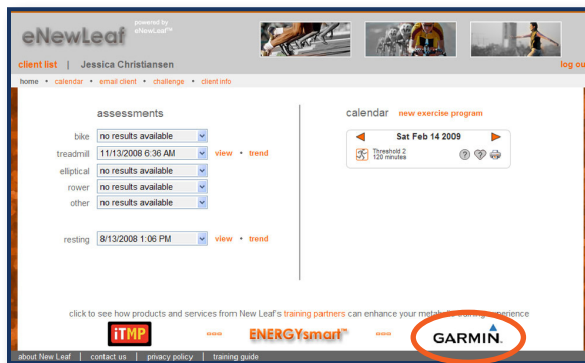 powered by
eNewLeaf eNewLeaf™
client list | Jessica Christiansen log ou
home • calendar • email client • challenge • client info
assessments
bike no results available
treadmill 11/13/2008 6:36 AM view • trend
elliptical no results available
rower no results available
other no results available
resting 8/13/2008 1:06 PM view • trend
calendar new exercise program
Sat Feb 14 2009
Threshold 2
120 minutes
click to see how products and services from New Leaf's training partners can enhance your metabolic training experience
iTMP «»» ENERGYsmart™ «»» GARMIN.
about New Leaf | contact us | privacy policy | training guide